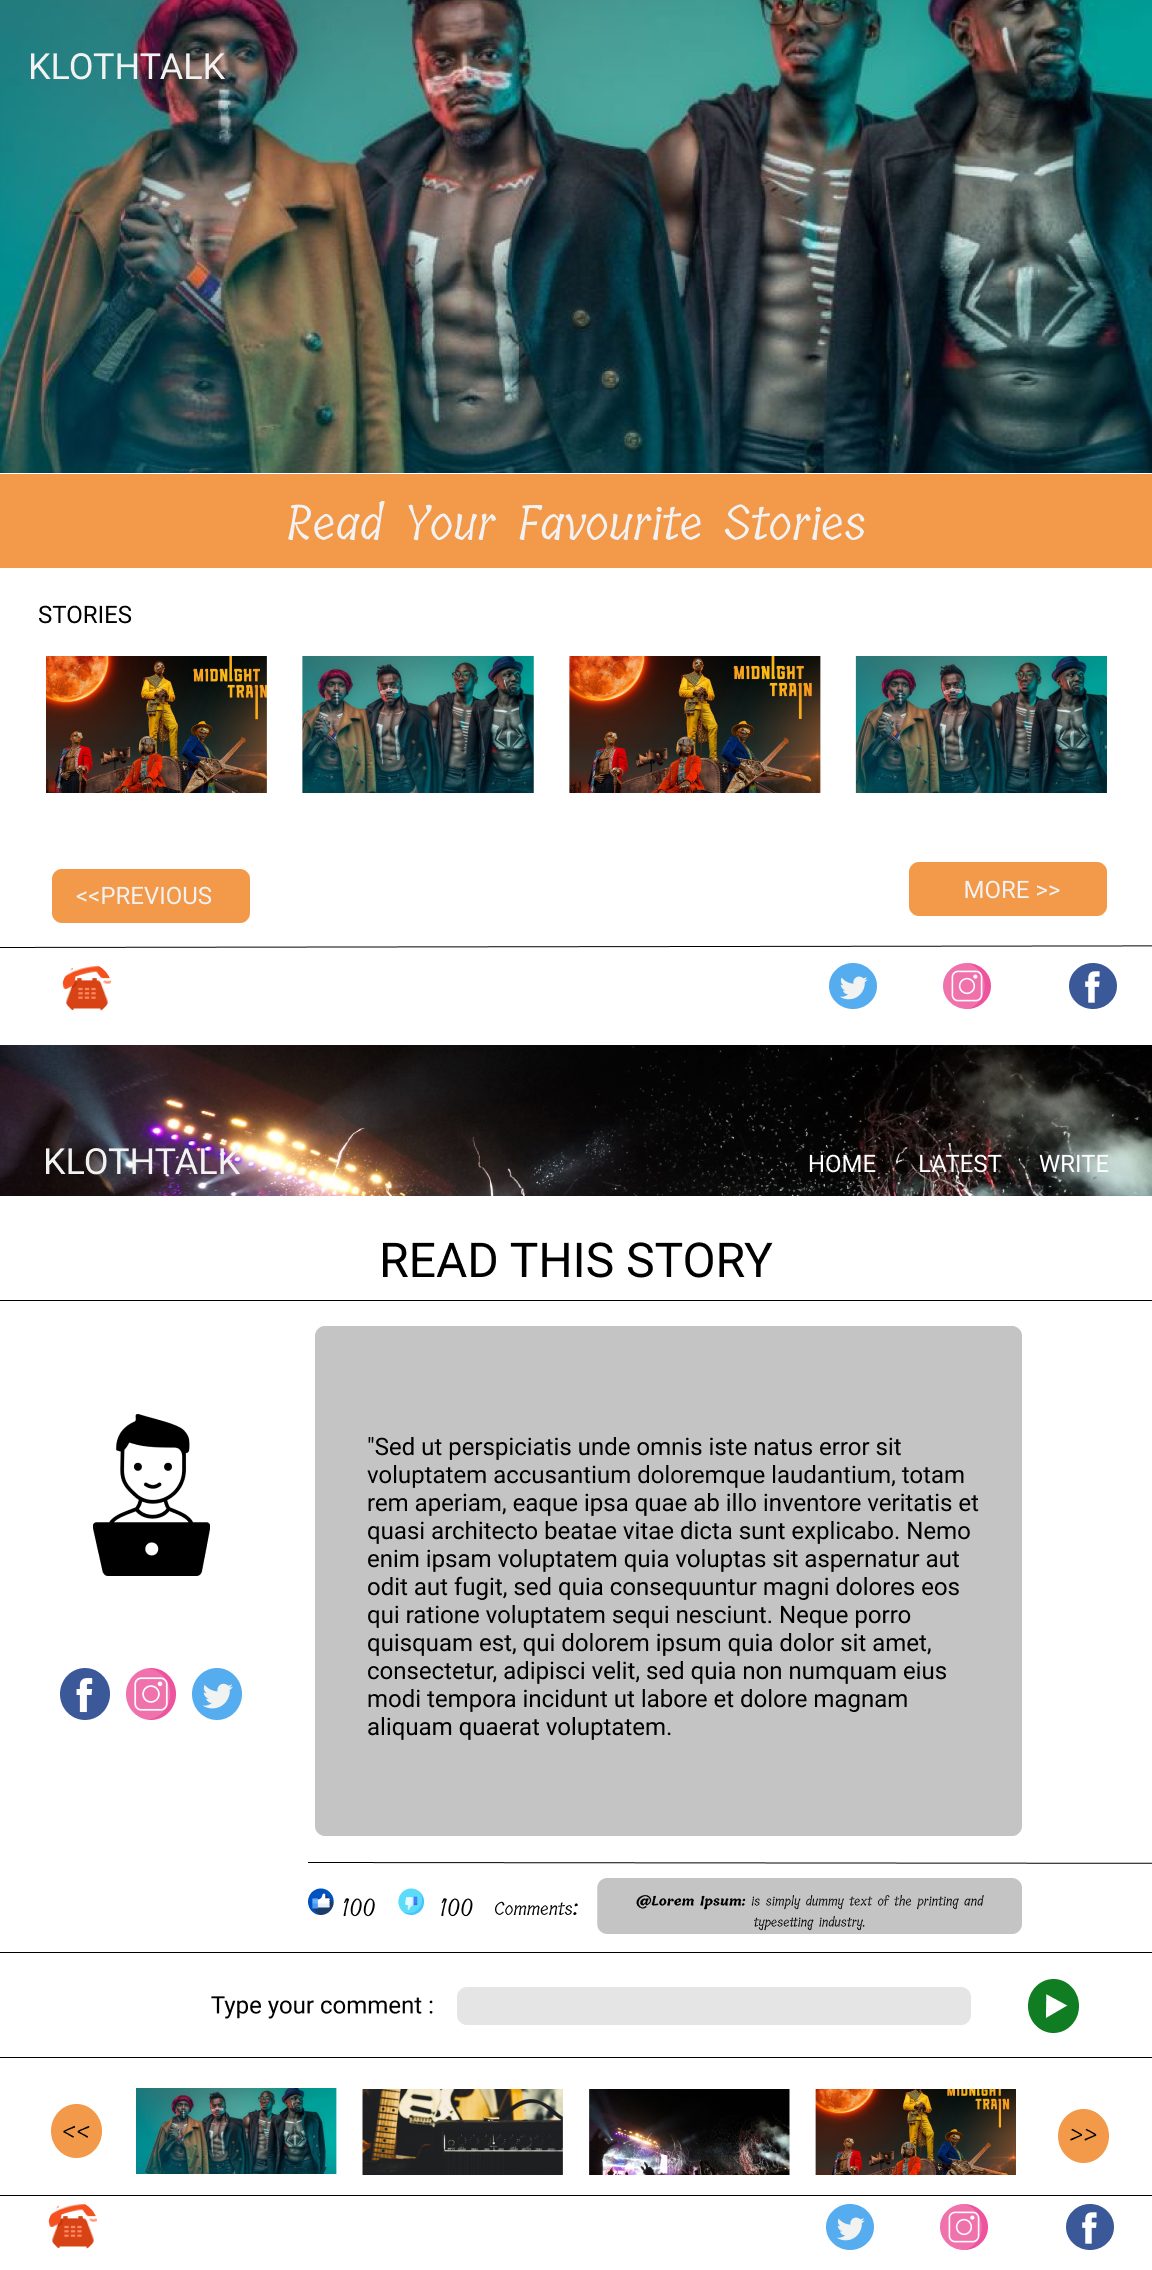 KLOTHTALK
Read Your Favourite Stories
STORIES
MIDNIGHT
TRAIN
MIDNIGHT
TRAIN
<<PREVIOUS
MORE >>
KLOTHTALK
HOME LATEST WRITE
READ THIS STORY
"Sed ut perspiciatis unde omnis iste natus error sit
voluptatem accusantium doloremque laudantium, totam
rem aperiam, eaque ipsa quae ab illo inventore veritatis et
quasi architecto beatae vitae dicta sunt explicabo. Nemo
enim ipsam voluptatem quia voluptas sit aspernatur aut
odit aut fugit, sed quia consequuntur magni dolores eos
qui ratione voluptatem sequi nesciunt. Neque porro
quisquam est, qui dolorem ipsum quia dolor sit amet,
consectetur, adipisci velit, sed quia non numquam eius
modi tempora incidunt ut labore et dolore magnam
aliquam quaerat voluptatem.
100 100 Comments:
@Lorem Ipsum: is simply dummy text of the printing and
typesetting industry.
Type your comment :
<<
MIDNIGHT
TRAIN
>>